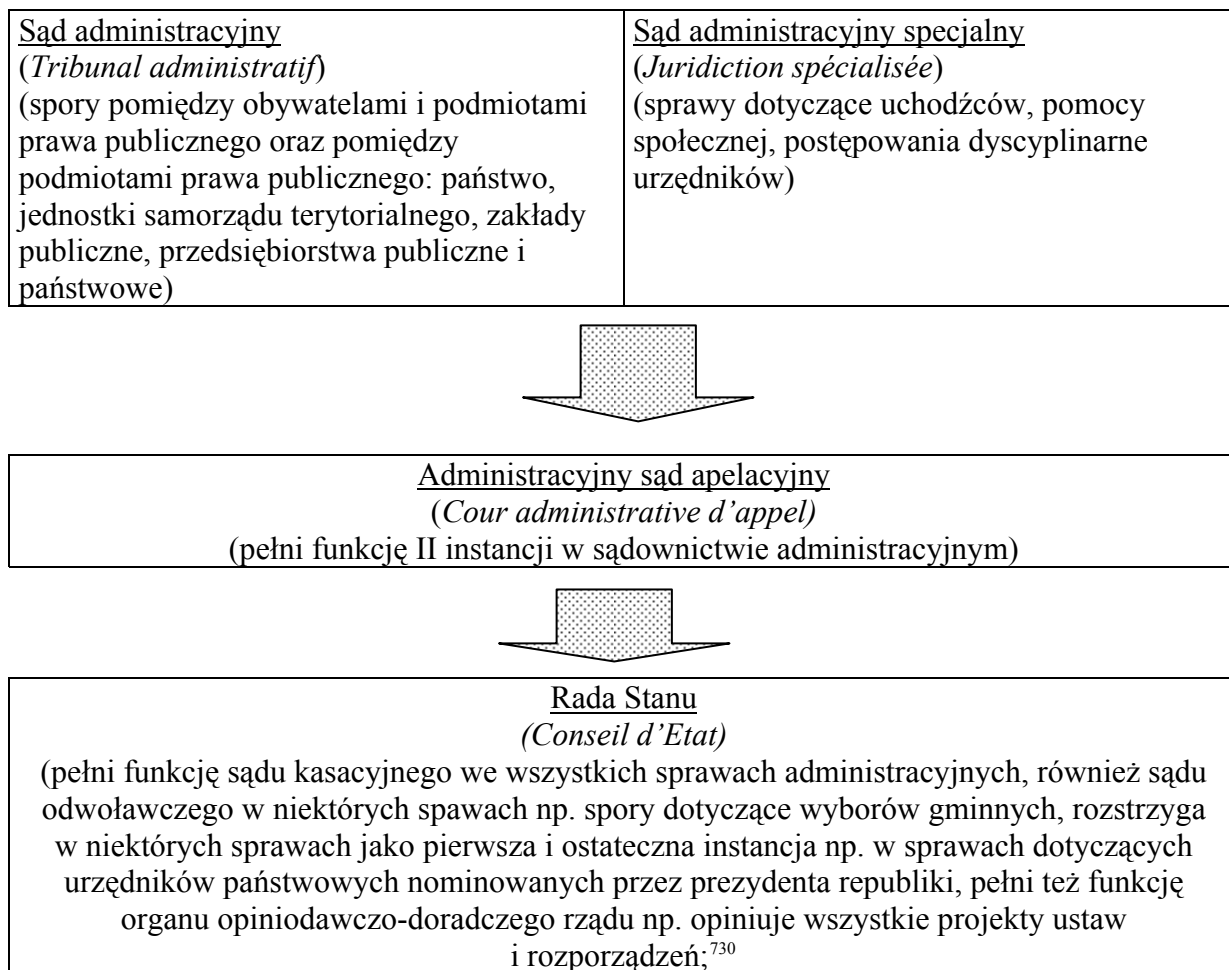 Sąd administracyjny
(Tribunal administratif)
(spory pomiędzy obywatelami i podmiotami
prawa publicznego oraz pomiędzy
podmiotami prawa publicznego: państwo,
jednostki samorządu terytorialnego, zakłady
publiczne, przedsiębiorstwa publiczne i
państwowe)
Sąd administracyjny specjalny
(Juridiction spécialisée)
(sprawy dotyczące uchodźców, pomocy
społecznej, postępowania dyscyplinarne
urzędników)
Administracyjny sąd apelacyjny
(Cour administrative d’appel)
(pełni funkcję II instancji w sądownictwie administracyjnym)
Rada Stanu
(Conseil d’Etat)
(pełni funkcję sądu kasacyjnego we wszystkich sprawach administracyjnych, również sądu
odwoławczego w niektórych spawach np. spory dotyczące wyborów gminnych, rozstrzyga
w niektórych sprawach jako pierwsza i ostateczna instancja np. w sprawach dotyczących
urzędników państwowych nominowanych przez prezydenta republiki, pełni też funkcję
organu opiniodawczo-doradczego rządu np. opiniuje wszystkie projekty ustaw
i rozporządzeń;730